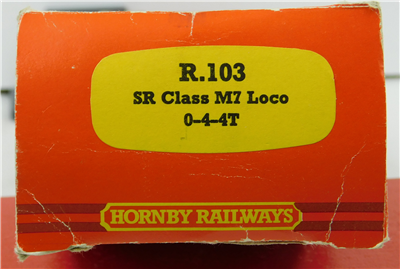 R.103
SR Class M7 Loco
0-4-4T
HORNBY RAILWAYS